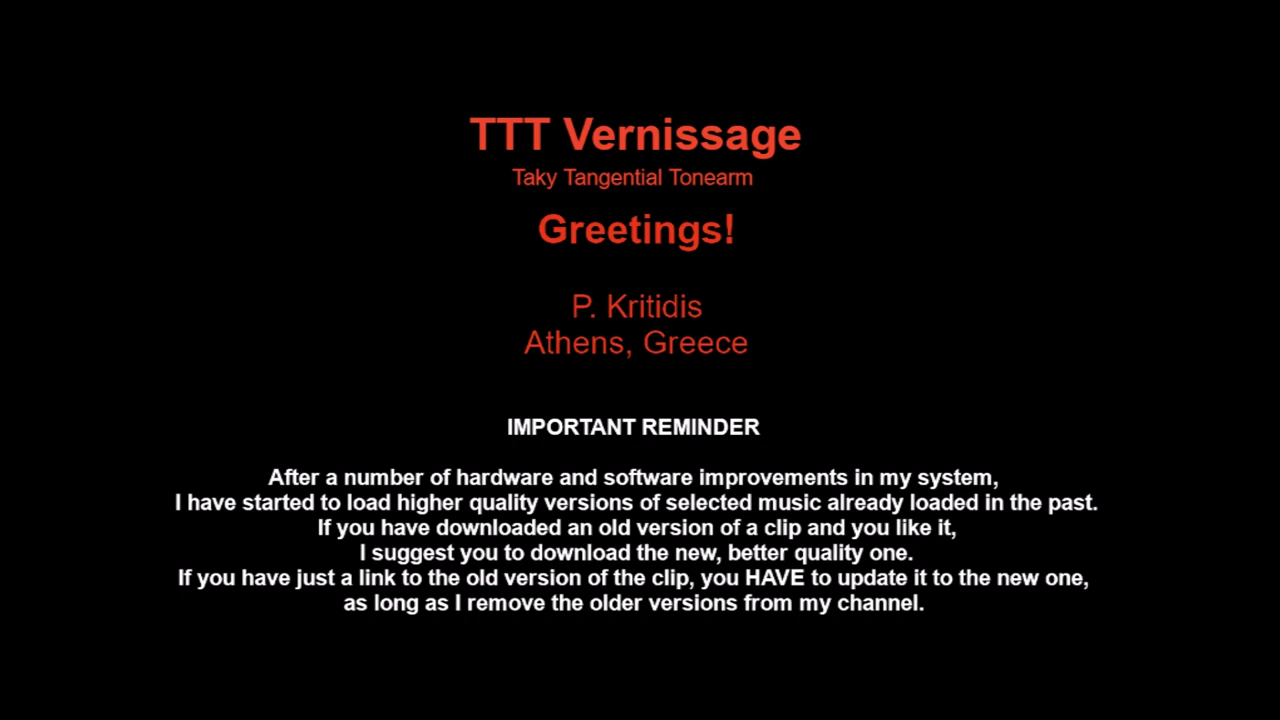 TTT Vernissage
Taky Tangential Tonearm
Greetings!
P. Kritidis
Athens, Greece
IMPORTANT REMINDER
After a number of hardware and software improvements in my system,
I have started to load higher quality versions of selected music already loaded in the past.
If you have downloaded an old version of a clip and you like it,
I suggest you to download the new, better quality one.
If you have just a link to the old version of the clip, you HAVE to update it to the new one,
as long as I remove the older versions from my channel.